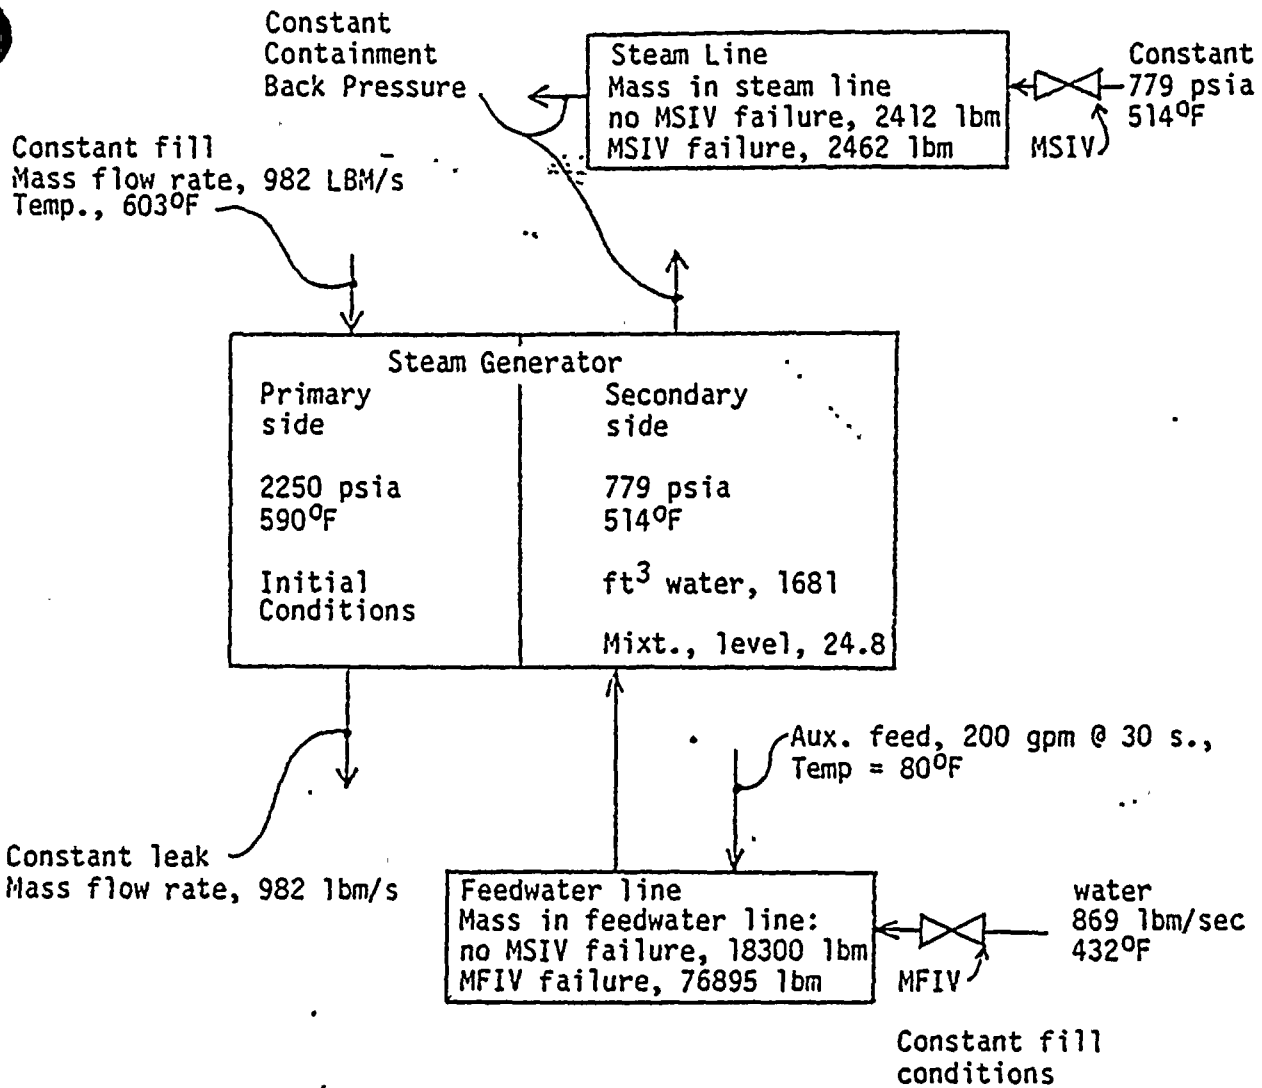 Constant
Containment
Back Pressure
Steam Line
Mass in steam line
no MSIV failure, 2412 lbm
MSIV failure, 2462 lbm
Constant
779 psia
514°F
MSIV
Constant fill
Mass flow rate, 982 LBM/s
Temp., 603°F
Steam Generator
Primary
side
2250 psia
590°F
Initial
Conditions
Secondary
side
779 psia
514°F
ft³ water, 1681
Mixt., level, 24.8
Aux. feed, 200 gpm @ 30 s.,
Temp = 80°F
Constant leak
Mass flow rate, 982 lbm/s
Feedwater line
Mass in feedwater line:
no MSIV failure, 18300 lbm
MFIV failure, 76895 lbm
water
869 lbm/sec
432°F
MFIV
Constant fill
conditions